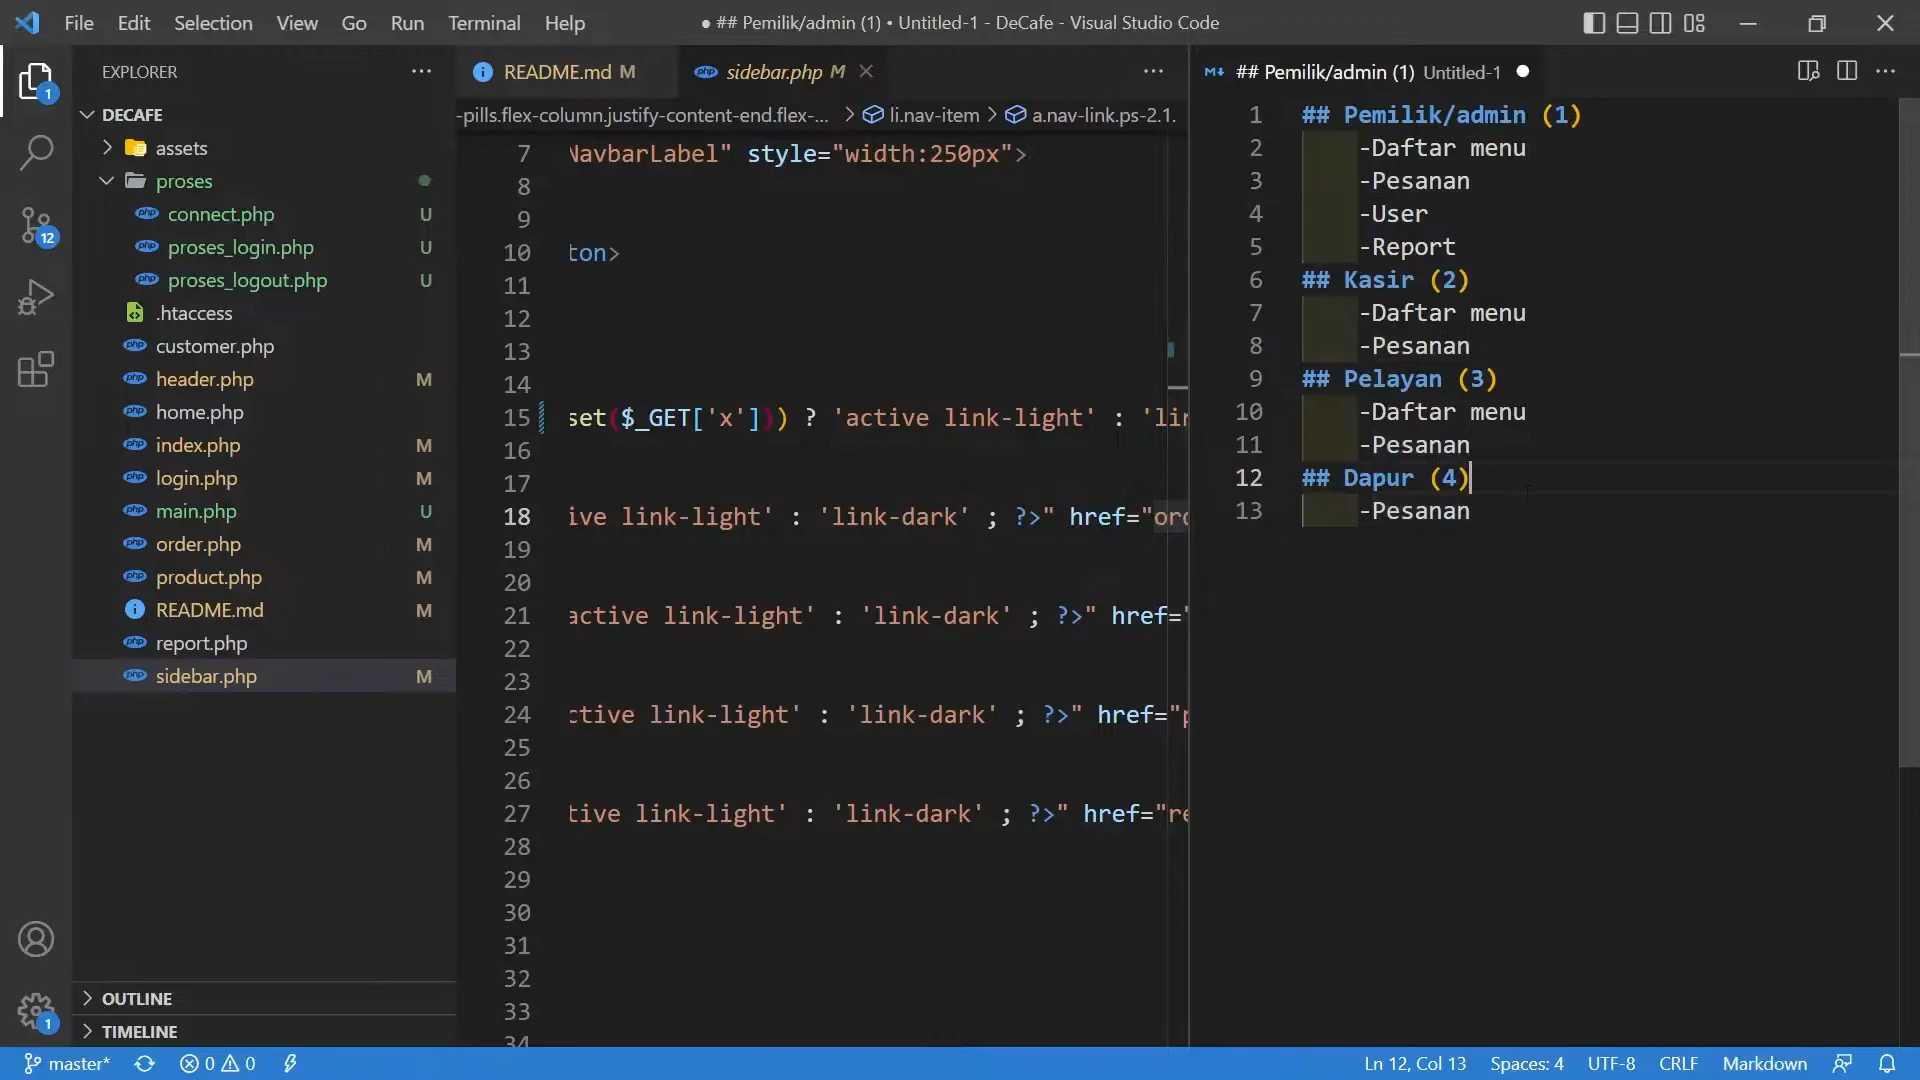 File Edit Selection View Go Run Terminal Help
● ## Pemilik/admin (1) • Untitled-1 - DeCafe - Visual Studio Code
EXPLORER
DECAFE
assets
proses
connect.php U
proses_login.php U
proses_logout.php U
.htaccess
customer.php
header.php M
home.php
index.php M
login.php M
main.php U
order.php M
product.php M
README.md M
report.php
sidebar.php M
OUTLINE
TIMELINE
1
12
1
README.md M
sidebar.php M
-pills.flex-column.justify-content-end.flex-... > li.nav-item > a.nav-link.ps-2.1.
7 NavbarLabel" style="width:250px">
8
9
10 ton>
11
12
13
14
15 set($_GET['x'])) ? 'active link-light' : 'lin
16
17
18 ive link-light' : 'link-dark' ; ?>" href="ord
19
20
21 active link-light' : 'link-dark' ; ?>" href="
22
23
24 ctive link-light' : 'link-dark' ; ?>" href="p
25
26
27 tive link-light' : 'link-dark' ; ?>" href="re
28
29
30
31
32
33
34
## Pemilik/admin (1) Untitled-1
1 ## Pemilik/admin (1)
2 -Daftar menu
3 -Pesanan
4 -User
5 -Report
6 ## Kasir (2)
7 -Daftar menu
8 -Pesanan
9 ## Pelayan (3)
10 -Daftar menu
11 -Pesanan
12 ## Dapur (4)
13 -Pesanan
master* 0 0 Ln 12, Col 13 Spaces: 4 UTF-8 CRLF Markdown